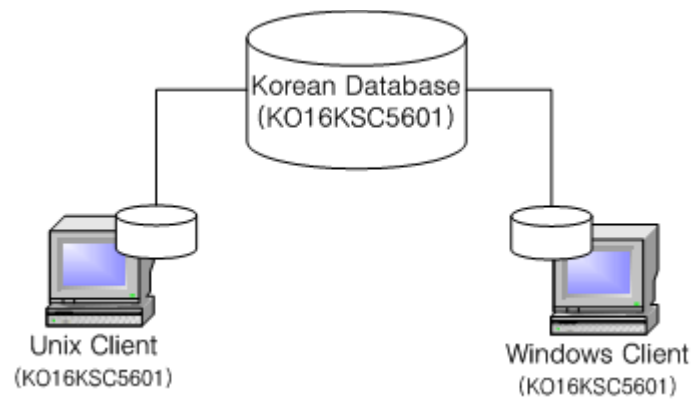 Korean Database
(KO16KSC5601)
Unix Client
(KO16KSC5601)
Windows Client
(KO16KSC5601)